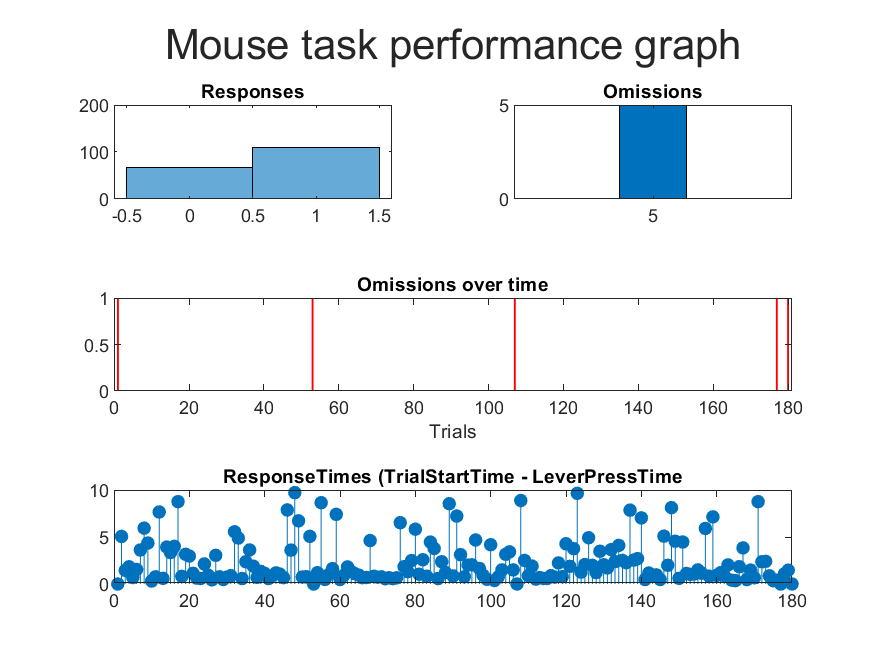 Mouse task performance graph
Responses
Omissions
200
100
0
-0.5 0 0.5 1 1.5
5
0
5
Omissions over time
1
0.5
0
0 20 40 60 80 100 120 140 160 180
Trials
ResponseTimes (TrialStartTime - LeverPressTime
10
5
0
0 20 40 60 80 100 120 140 160 180